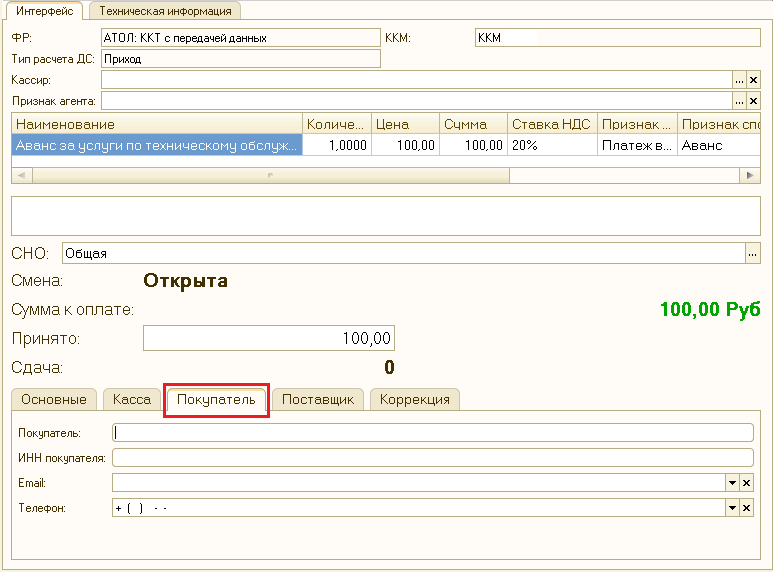 Интерфейс Техническая информация
ФР: АТОЛ: ККТ с передачей данных ККМ: ККМ
Тип расчета ДС: Приход
Кассир: ... ×
Признак агента: ... ×
Наименование Количе... Цена Сумма Ставка НДС Признак ... Признак спо
Аванс за услуги по техническому обслуж... 1,0000 100,00 100,00 20% Платеж в... Аванс
СНО: Общая ...
Смена: Открыта
Сумма к оплате: 100,00 Руб
Принято: 100,00
Сдача: 0
Основные Касса Покупатель Поставщик Коррекция
Покупатель:
ИНН покупателя:
Email: ×
Телефон: + ( ) - - ×